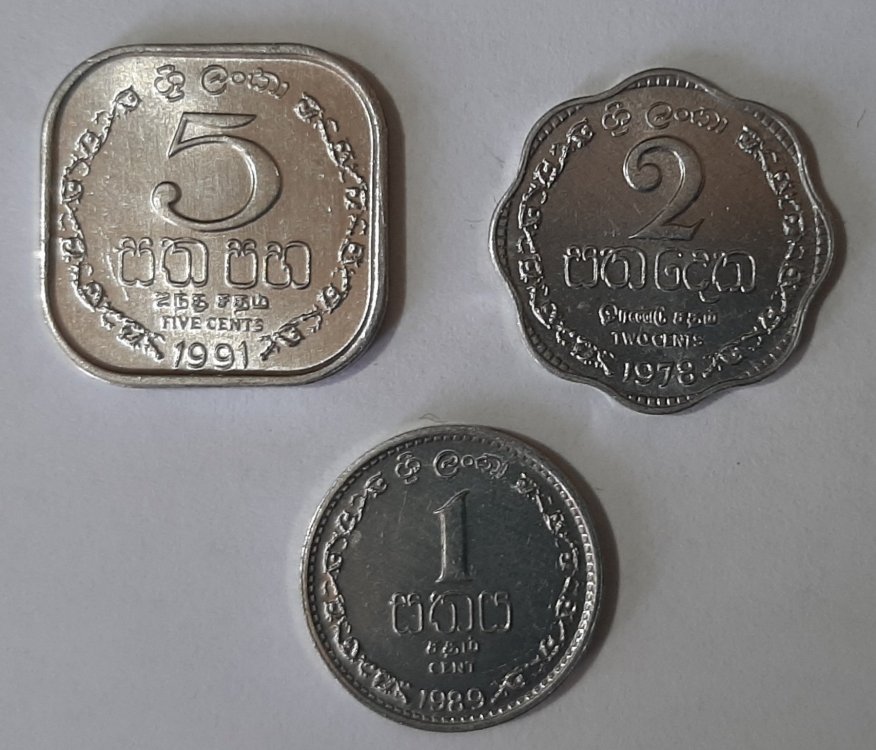 ශ්‍රී ලංකා
5
සත පහ
ஐந்து சதம்
FIVE CENTS
1991
ශ්‍රී ලංකා
2
සත දෙක
இரண்டு சதம்
TWO CENTS
1978
ශ්‍රී ලංකා
1
සතය
சதம்
CENT
1989